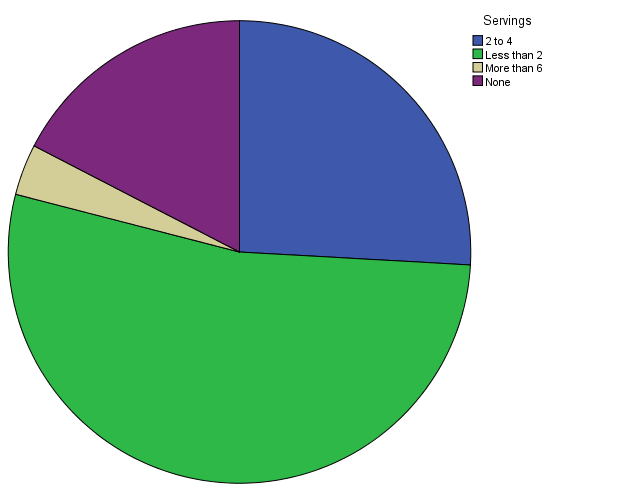 Servings
2 to 4
Less than 2
More than 6
None